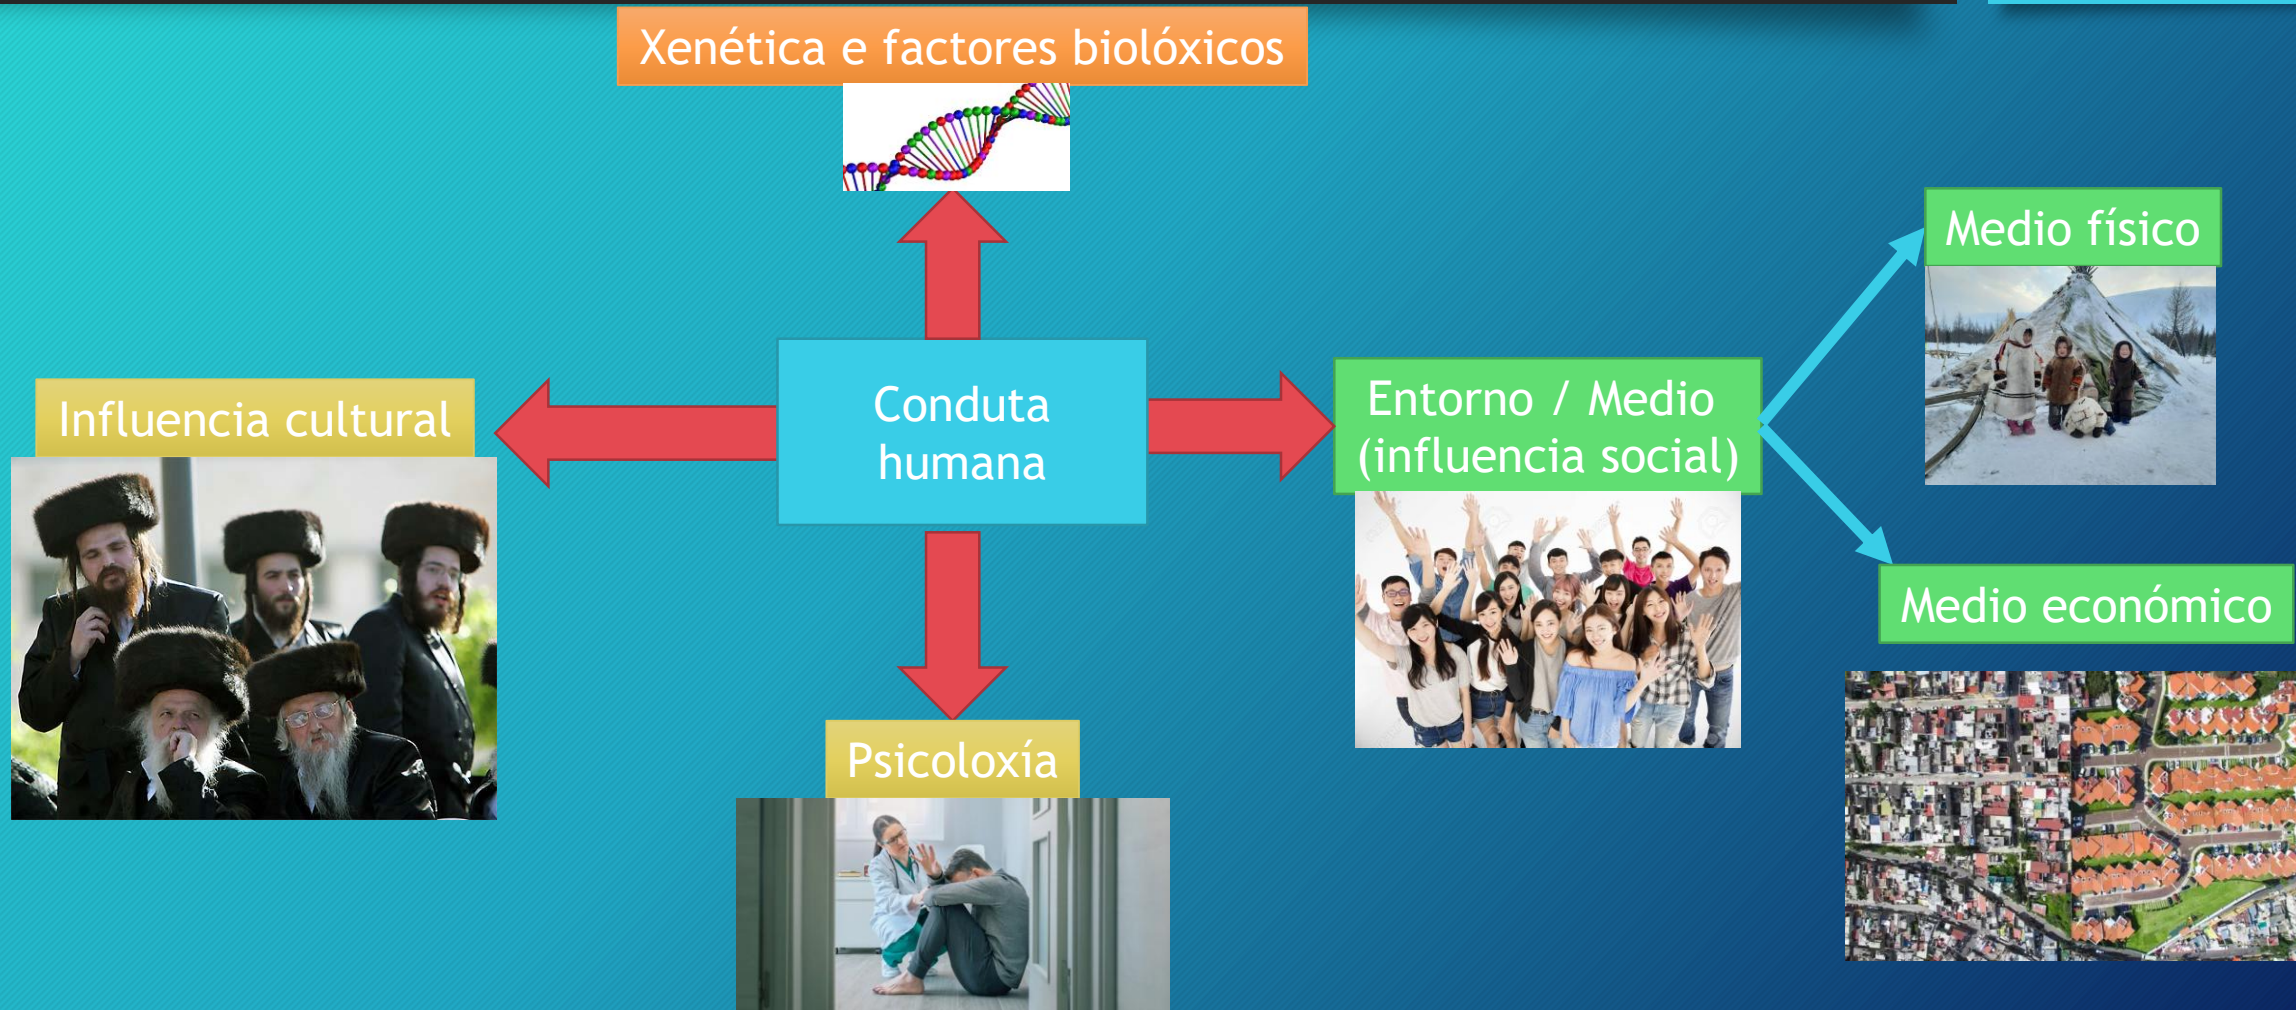 Xenética e factores biolóxicos
Medio físico
Influencia cultural
Conduta
humana
Entorno / Medio
(influencia social)
Medio económico
Psicoloxía